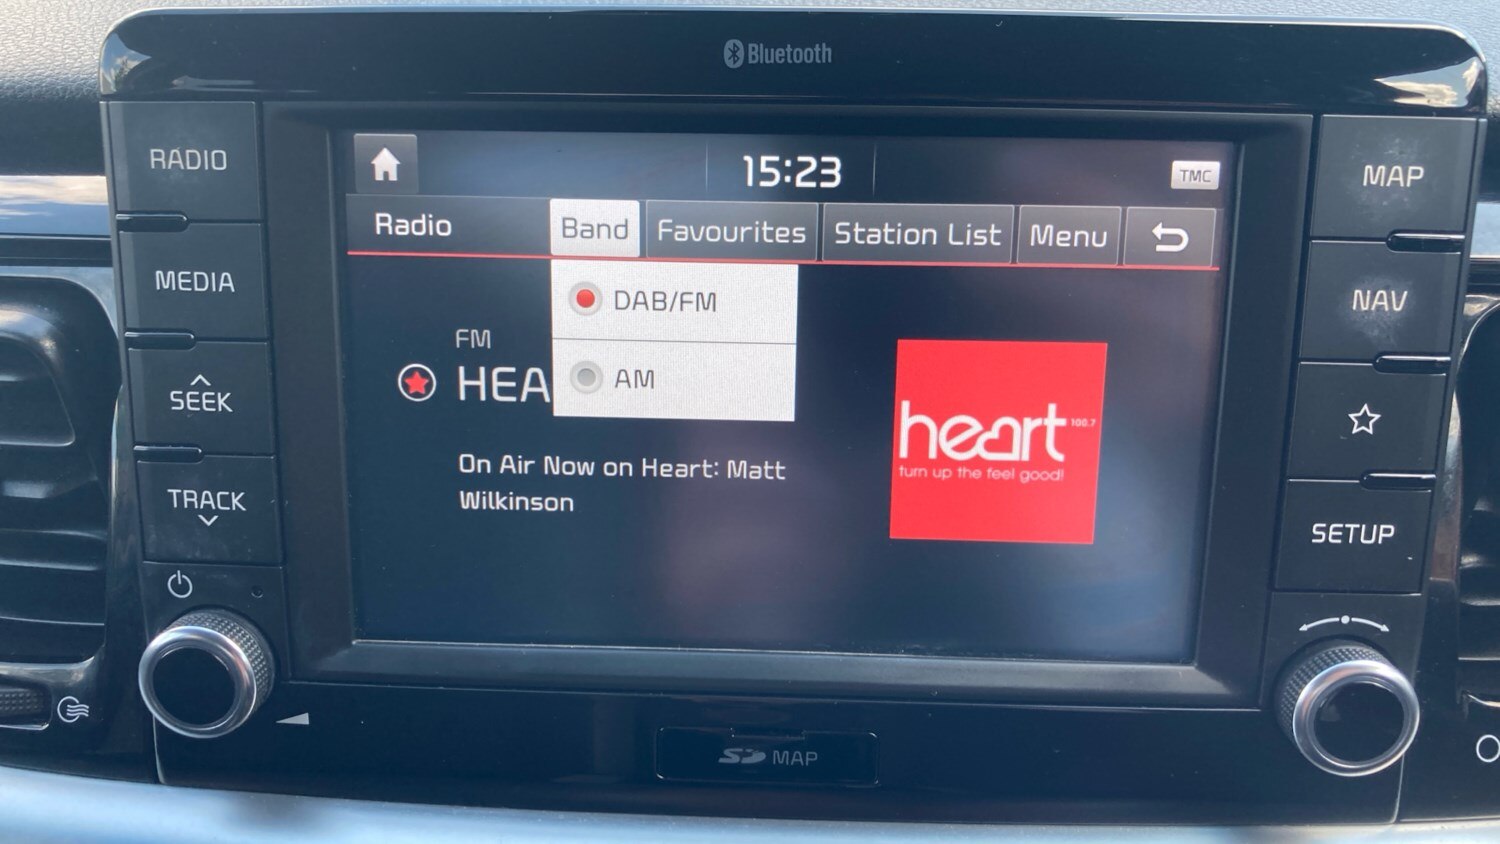 Bluetooth
RADIO
MEDIA
SEEK
TRACK
15:23
TMC
Radio
Band
Favourites
Station List
Menu
DAB/FM
AM
FM
HEA
On Air Now on Heart: Matt
Wilkinson
heart 100.7
turn up the feel good!
MAP
NAV
SETUP
SD MAP